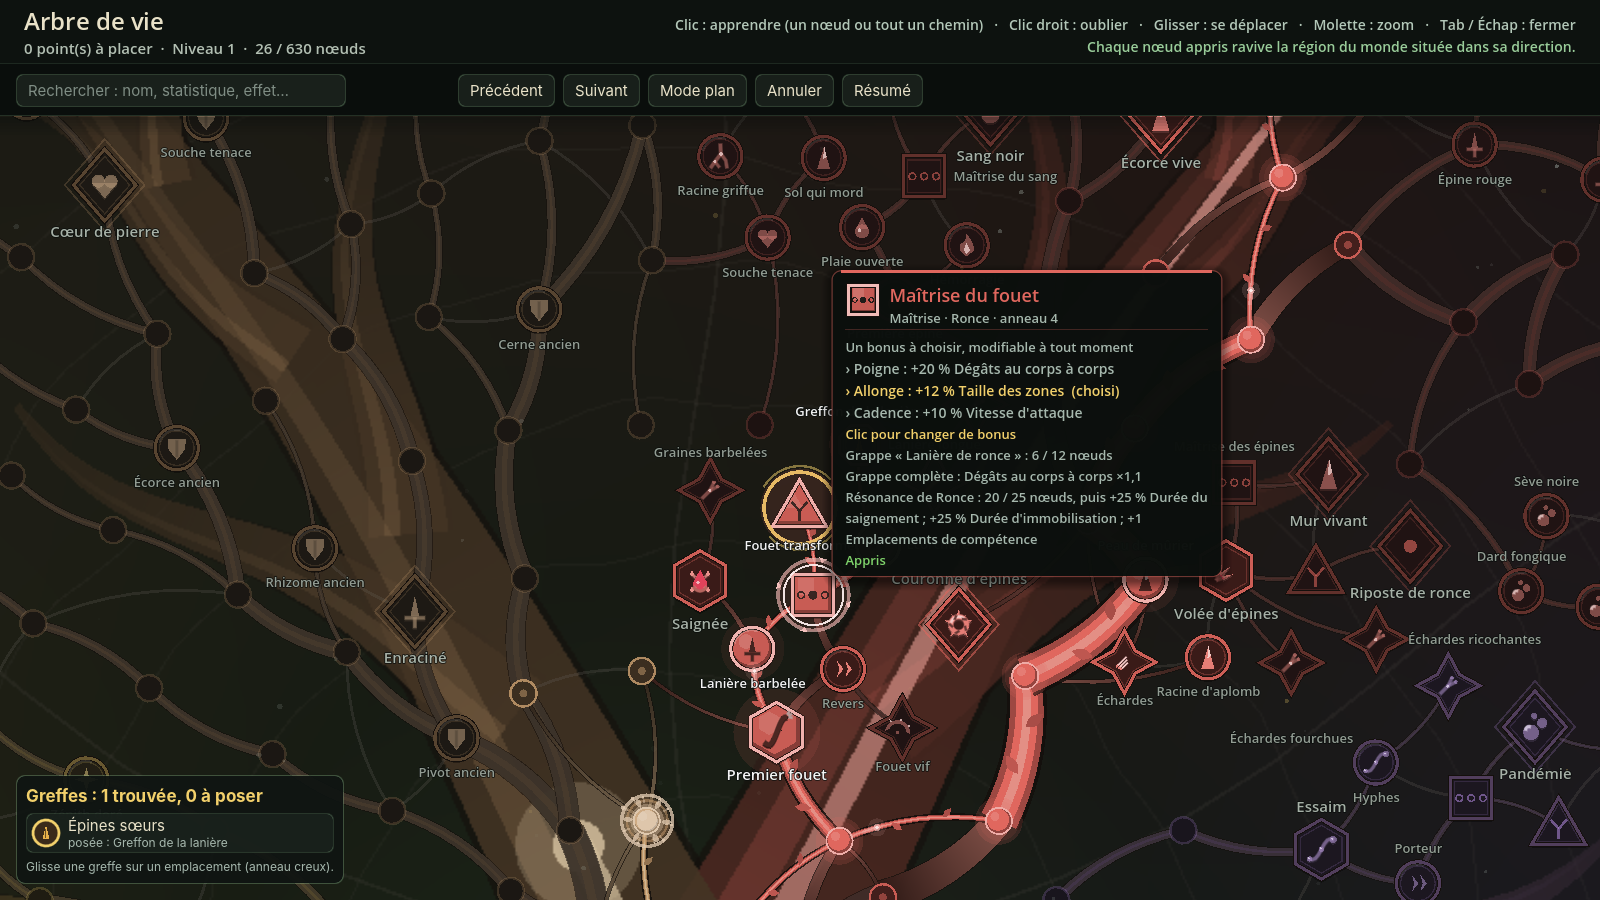 Arbre de vie
0 point(s) à placer · Niveau 1 · 26 / 630 nœuds
Clic : apprendre (un nœud ou tout un chemin) · Clic droit : oublier · Glisser : se déplacer · Molette : zoom · Tab / Échap : fermer
Chaque nœud appris ravive la région du monde située dans sa direction.
Rechercher : nom, statistique, effet...
Précédent
Suivant
Mode plan
Annuler
Résumé
Souche tenace
Cœur de pierre
Racine griffue
Sol qui mord
Sang noir
Maîtrise du sang
Écorce vive
Épine rouge
Souche tenace
Plaie ouverte
Cerne ancien
Maîtrise du fouet
Maîtrise · Ronce · anneau 4
Un bonus à choisir, modifiable à tout moment
› Poigne : +20 % Dégâts au corps à corps
› Allonge : +12 % Taille des zones (choisi)
› Cadence : +10 % Vitesse d'attaque
Clic pour changer de bonus
Grappe « Lanière de ronce » : 6 / 12 nœuds
Grappe complète : Dégâts au corps à corps ×1,1
Résonance de Ronce : 20 / 25 nœuds, puis +25 % Durée du
saignement ; +25 % Durée d'immobilisation ; +1
Emplacements de compétence
Appris
Greffo
Graines barbelées
des épines
Écorce ancien
Sève noire
Mur vivant
Fouet transfor
Dard fongique
Rhizome ancien
Couronne d'épines
Riposte de ronce
Volée d'épines
Saignée
Échardes ricochantes
Enraciné
Lanière barbelée
Revers
Échardes
Racine d'aplomb
Échardes fourchues
Fouet vif
Premier fouet
Pivot ancien
Pandémie
Hyphes
Essaim
Porteur
Greffes : 1 trouvée, 0 à poser
Épines sœurs
posée : Greffon de la lanière
Glisse une greffe sur un emplacement (anneau creux).